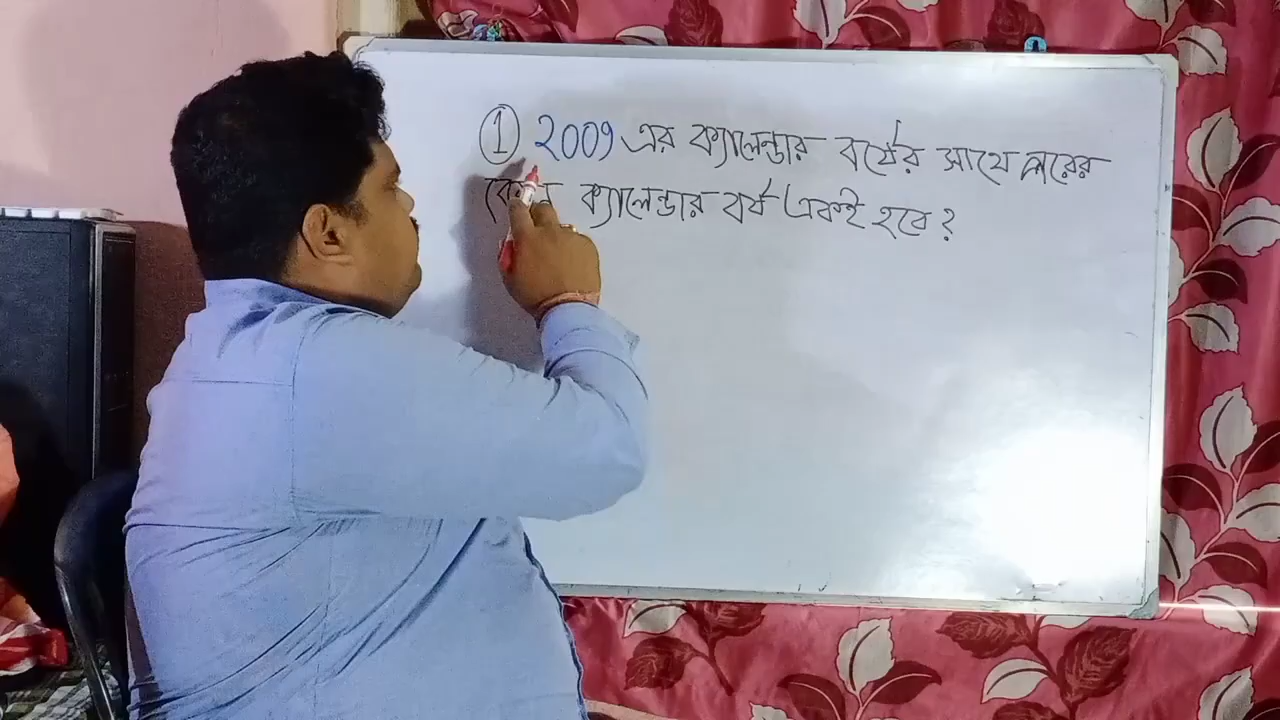 ① 2009 এর ক্যালেন্ডার বর্ষের সাথে পরের
কোন ক্যালেন্ডার বর্ষ একই হবে?